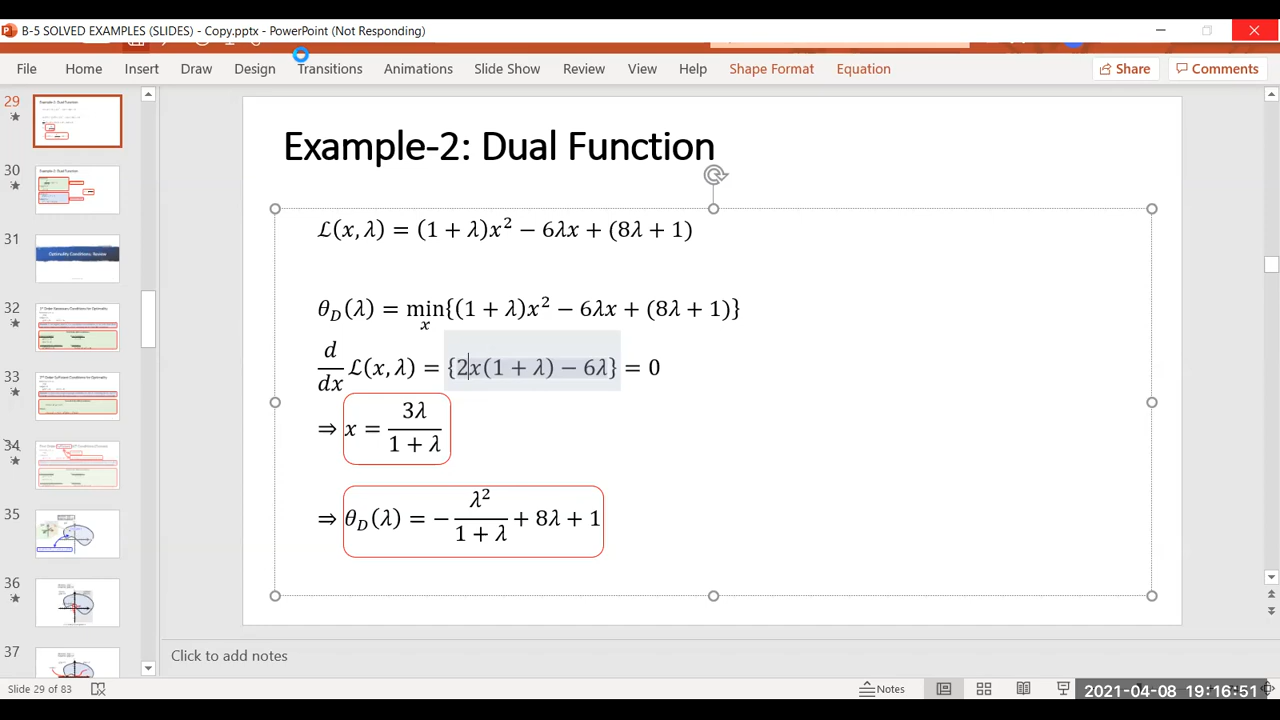 B-5 SOLVED EXAMPLES (SLIDES) - Copy.pptx - PowerPoint (Not Responding)
File Home Insert Draw Design Transitions Animations Slide Show Review View Help Shape Format Equation Share Comments
29
30
31
Optimality Conditions, Review
32
33
34
35
36
37
Example-2: Dual Function
ℒ(x, λ) = (1 + λ)x² − 6λx + (8λ + 1)
θ_D(λ) = min_x{(1 + λ)x² − 6λx + (8λ + 1)}
d/dx ℒ(x, λ) = {2x(1 + λ) − 6λ} = 0
⇒ x = 3λ/(1 + λ)
⇒ θ_D(λ) = − λ²/(1 + λ) + 8λ + 1
Click to add notes
Slide 29 of 83 Notes 2021-04-08 19:16:51